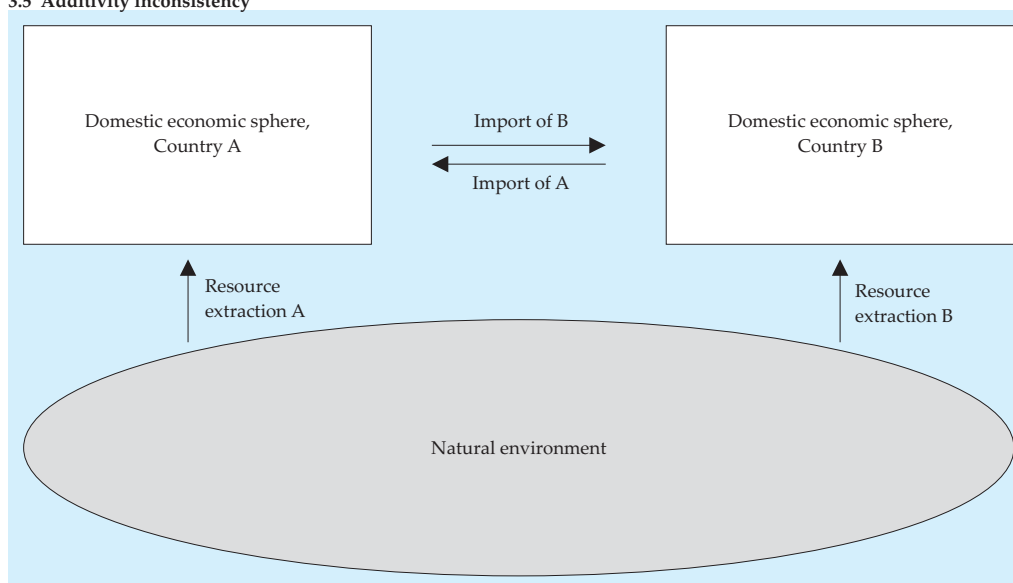 3.5 Additivity inconsistency
Domestic economic sphere,
Country A
Import of B
Import of A
Domestic economic sphere,
Country B
Resource
extraction A
Resource
extraction B
Natural environment